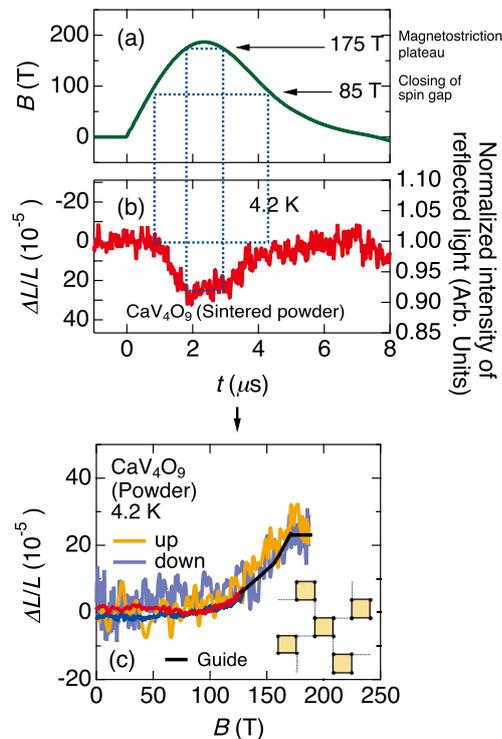 (a)
200
100
0
B (T)
175 T
Magnetostriction
plateau
85 T
Closing of
spin gap
(b)
4.2 K
-20
0
20
40
ΔL/L (10⁻⁵)
CaV₄O₉ (Sintered powder)
1.10
1.05
1.00
0.95
0.90
0.85
Normalized intensity of
reflected light (Arb. Units)
0 2 4 6 8
t (μs)
40
20
0
-20
ΔL/L (10⁻⁵)
CaV₄O₉
(Powder)
4.2 K
up
down
(c)
Guide
0 50 100 150 200 250
B (T)